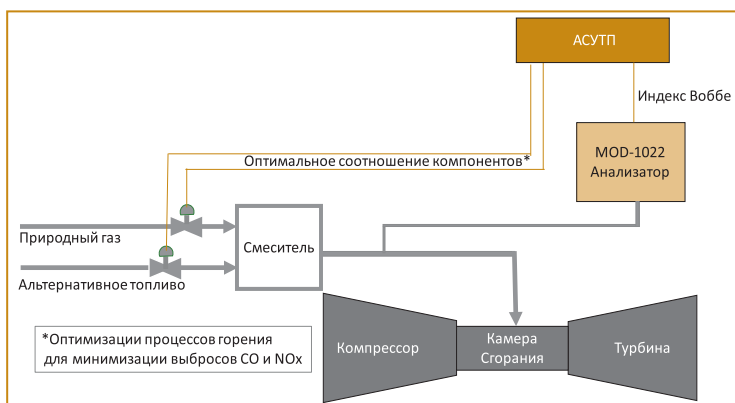 АСУТП
Индекс Воббе
MOD-1022
Анализатор
Оптимальное соотношение компонентов*
Природный газ
Смеситель
Альтернативное топливо
*Оптимизации процессов горения
для минимизации выбросов CO и NOx
Компрессор
Камера
Сгорания
Турбина